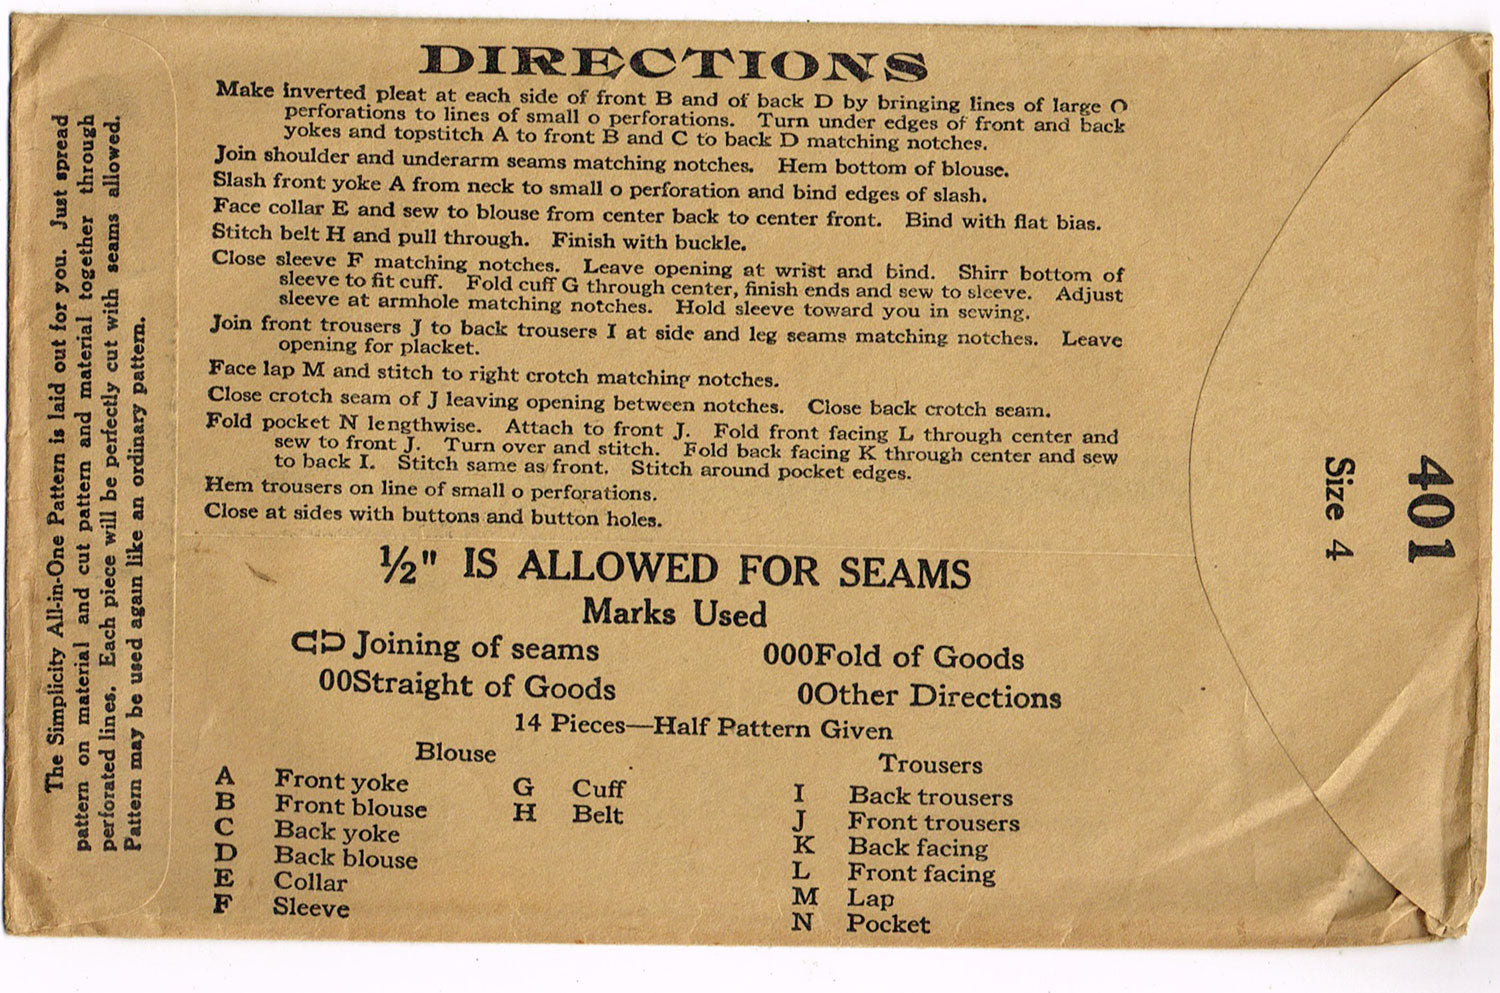 DIRECTIONS
Make inverted pleat at each side of front B and of back D by bringing lines of large O
perforations to lines of small o perforations. Turn under edges of front and back
yokes and topstitch A to front B and C to back D matching notches.
Join shoulder and underarm seams matching notches. Hem bottom of blouse.
Slash front yoke A from neck to small o perforation and bind edges of slash.
Face collar E and sew to blouse from center back to center front. Bind with flat bias.
Stitch belt H and pull through. Finish with buckle.
Close sleeve F matching notches. Leave opening at wrist and bind. Shirr bottom of
sleeve to fit cuff. Fold cuff G through center, finish ends and sew to sleeve. Adjust
sleeve at armhole matching notches. Hold sleeve toward you in sewing.
Join front trousers J to back trousers I at side and leg seams matching notches. Leave
opening for placket.
Face lap M and stitch to right crotch matching notches.
Close crotch seam of J leaving opening between notches. Close back crotch seam.
Fold pocket N lengthwise. Attach to front J. Fold front facing L through center and
sew to front J. Turn over and stitch. Fold back facing K through center and sew
to back I. Stitch same as front. Stitch around pocket edges.
Hem trousers on line of small o perforations.
Close at sides with buttons and button holes.
½" IS ALLOWED FOR SEAMS
Marks Used
⊂⊃ Joining of seams 000Fold of Goods
00Straight of Goods 0Other Directions
14 Pieces—Half Pattern Given
Blouse
A Front yoke
B Front blouse
C Back yoke
D Back blouse
E Collar
F Sleeve
G Cuff
H Belt
Trousers
I Back trousers
J Front trousers
K Back facing
L Front facing
M Lap
N Pocket
The Simplicity All-in-One Pattern is laid out for you. Just spread
pattern on material and cut pattern and material together through
perforated lines. Each piece will be perfectly cut with seams allowed.
Pattern may be used again like an ordinary pattern.
401
Size 4